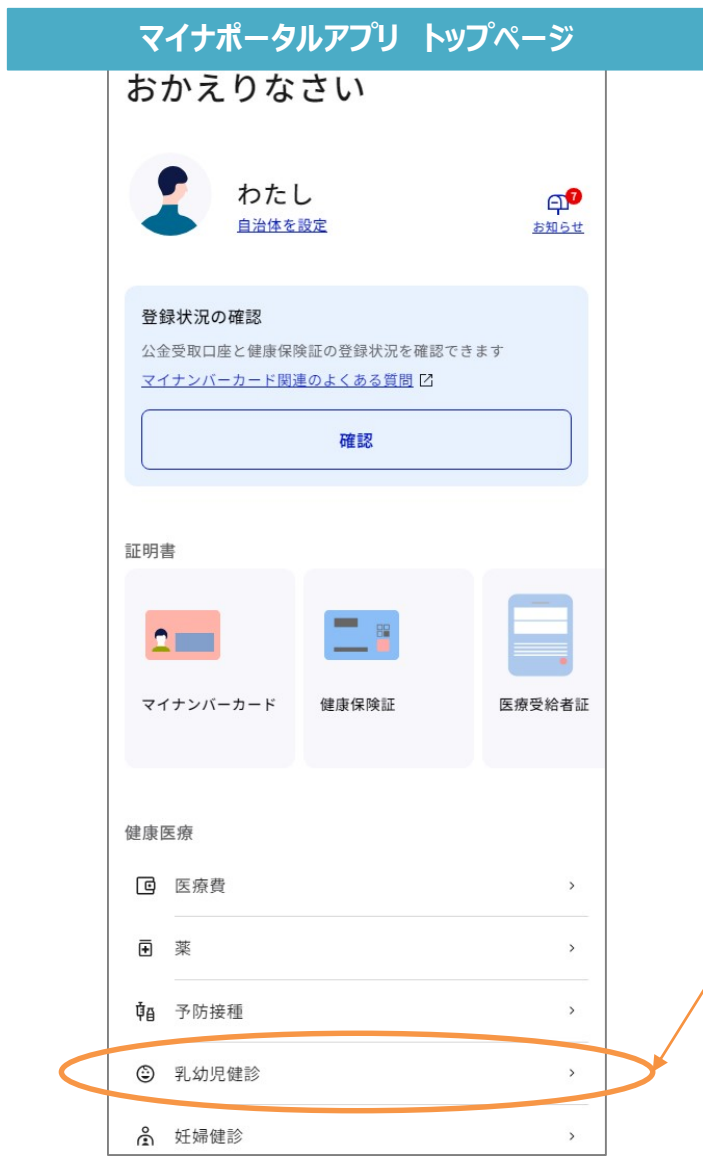 マイナポータルアプリ トップページ
おかえりなさい
わたし
自治体を設定
7
お知らせ
登録状況の確認
公金受取口座と健康保険証の登録状況を確認できます
マイナンバーカード関連のよくある質問
確認
証明書
マイナンバーカード
健康保険証
医療受給者証
健康医療
医療費
薬
予防接種
乳幼児健診
妊婦健診